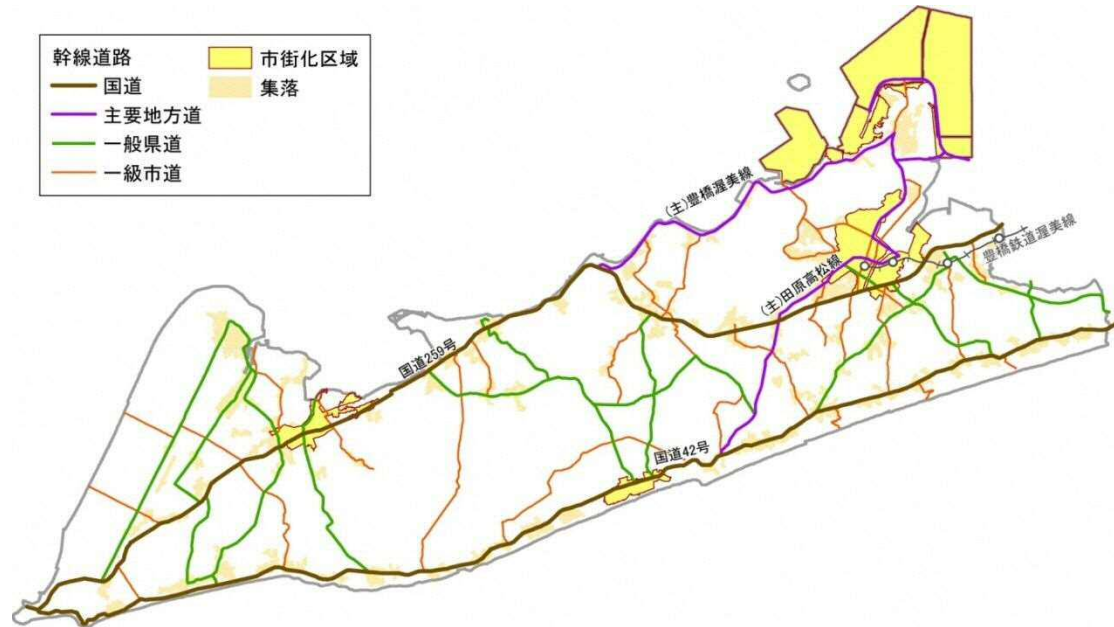 幹線道路
国道
主要地方道
一般県道
一級市道
市街化区域
集落
(主)豊橋渥美線
(主)田原高松線
豊橋鉄道渥美線
国道259号
国道42号